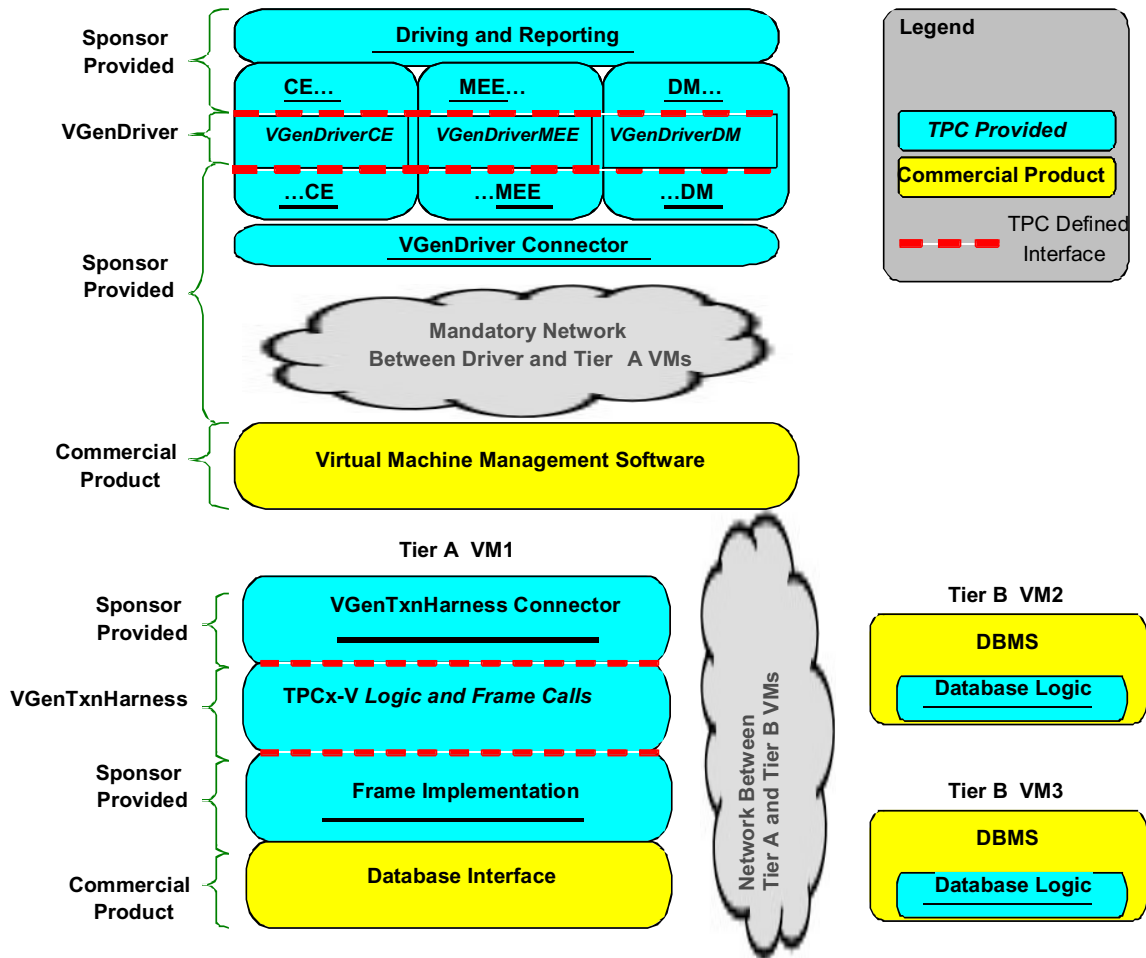 Sponsor
Provided
VGenDriver
Sponsor
Provided
Commercial
Product
Driving and Reporting
CE...
MEE...
DM...
VGenDriverCE
VGenDriverMEE
VGenDriverDM
...CE
...MEE
...DM
VGenDriver Connector
Mandatory Network
Between Driver and Tier A VMs
Virtual Machine Management Software
Legend
TPC Provided
Commercial Product
TPC Defined
Interface
Tier A VM1
Sponsor
Provided
VGenTxnHarness
Sponsor
Provided
Commercial
Product
VGenTxnHarness Connector
TPCx-V Logic and Frame Calls
Frame Implementation
Database Interface
Network Between
Tier A and Tier B VMs
Tier B VM2
DBMS
Database Logic
Tier B VM3
DBMS
Database Logic